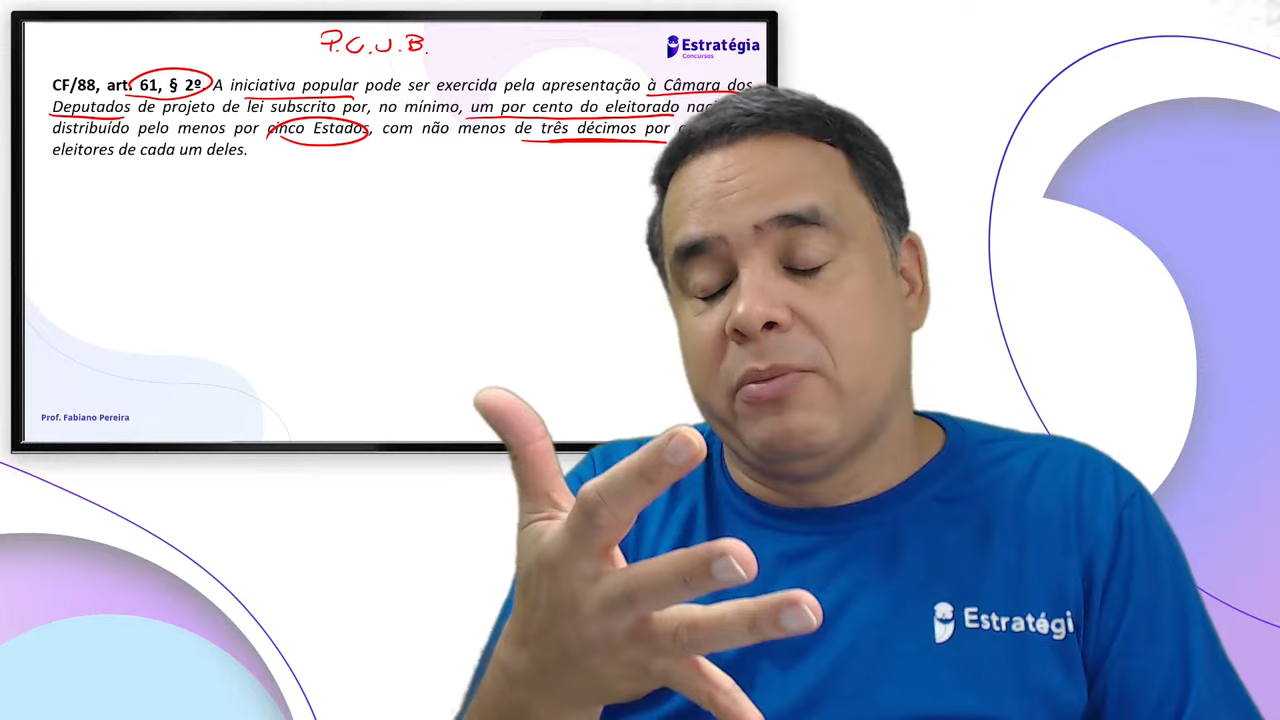 P.C.J.B.
Estratégia
Concursos
CF/88, art. 61, § 2º. A iniciativa popular pode ser exercida pela apresentação à Câmara dos
Deputados de projeto de lei subscrito por, no mínimo, um por cento do eleitorado
distribuído pelo menos por cinco Estados, com não menos de três décimos por
eleitores de cada um deles.
Prof. Fabiano Pereira
Estratégi